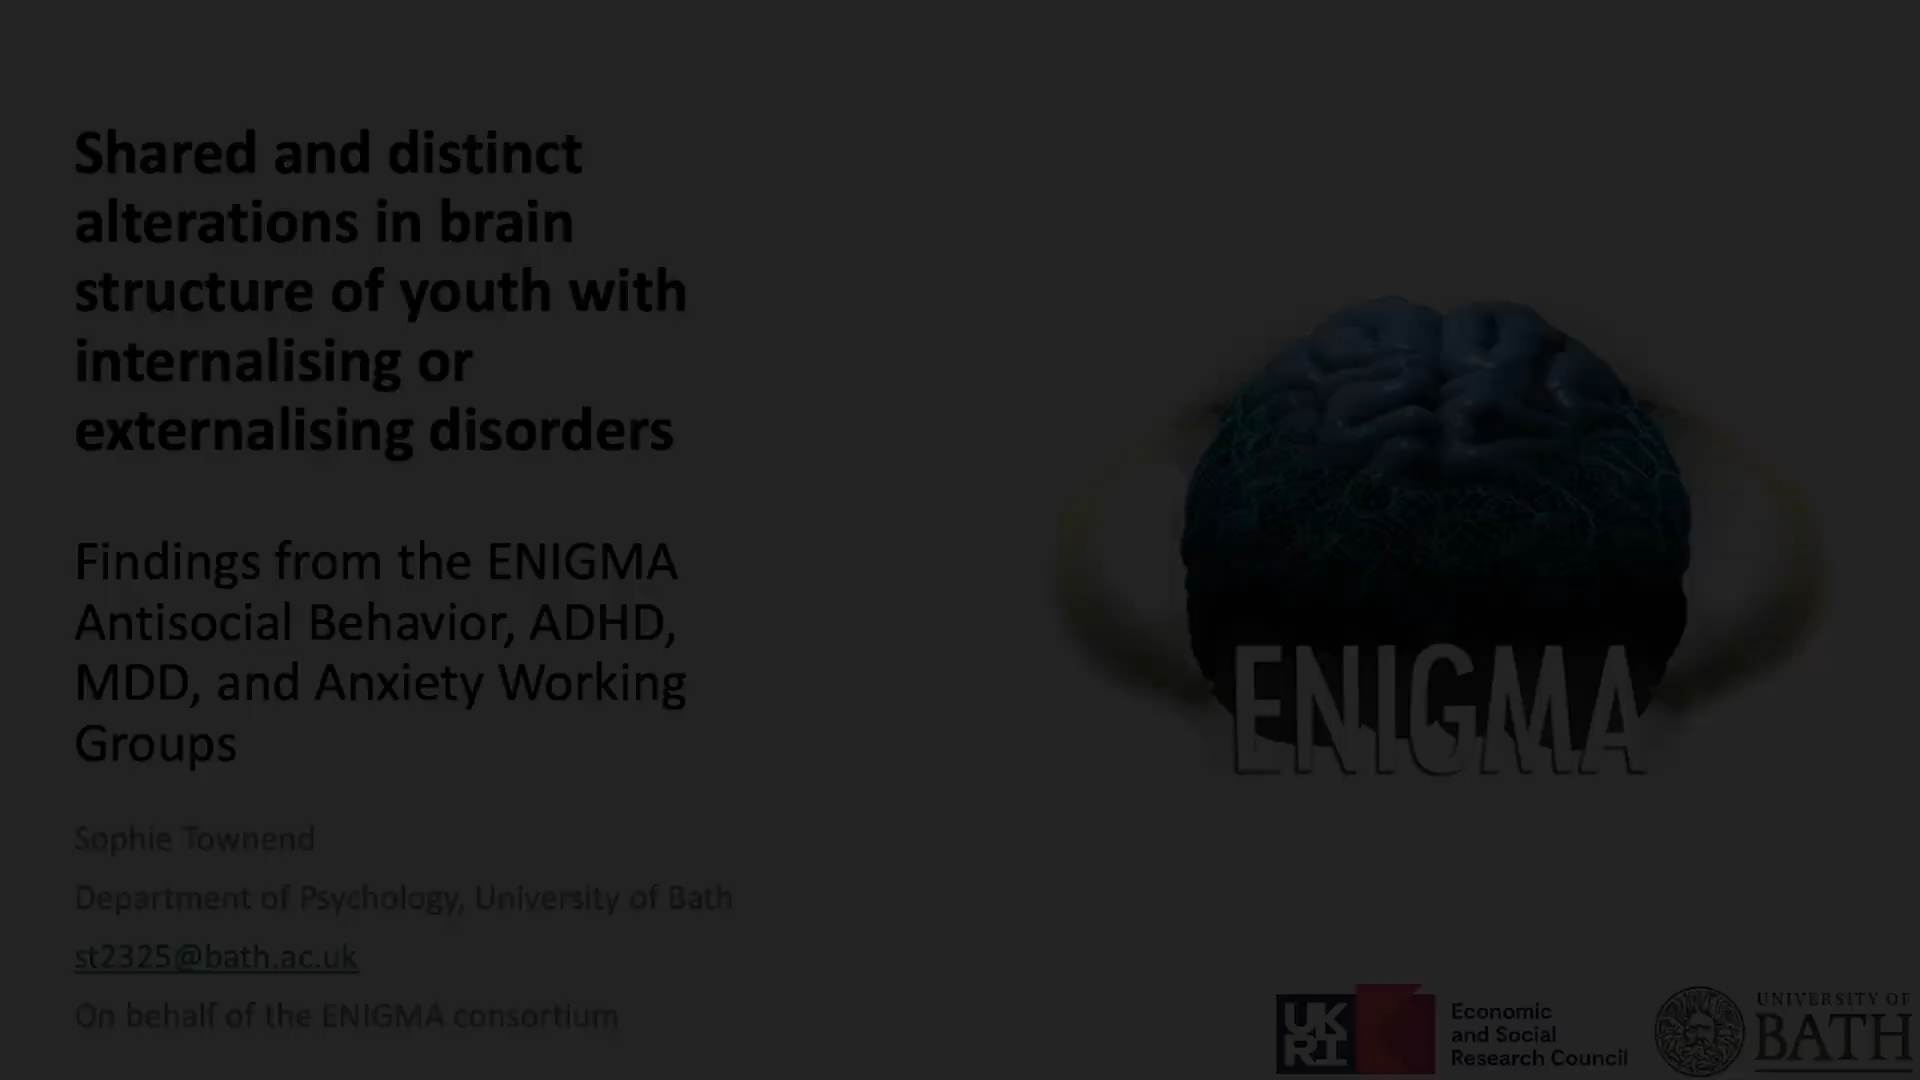 Shared and distinct
alterations in brain
structure of youth with
internalising or
externalising disorders
Findings from the ENIGMA
Antisocial Behavior, ADHD,
MDD, and Anxiety Working
Groups
Sophie Townend
Department of Psychology, University of Bath
st2325@bath.ac.uk
On behalf of the ENIGMA consortium
ENIGMA
UK
RI
Economic
and Social
Research Council
UNIVERSITY OF
BATH